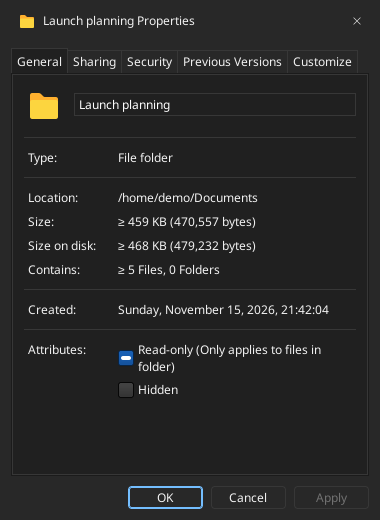 Launch planning Properties
General Sharing Security Previous Versions Customize
Launch planning
Type: File folder
Location: /home/demo/Documents
Size: ≥ 459 KB (470,557 bytes)
Size on disk: ≥ 468 KB (479,232 bytes)
Contains: ≥ 5 Files, 0 Folders
Created: Sunday, November 15, 2026, 21:42:04
Attributes: Read-only (Only applies to files in
folder)
Hidden
OK Cancel Apply